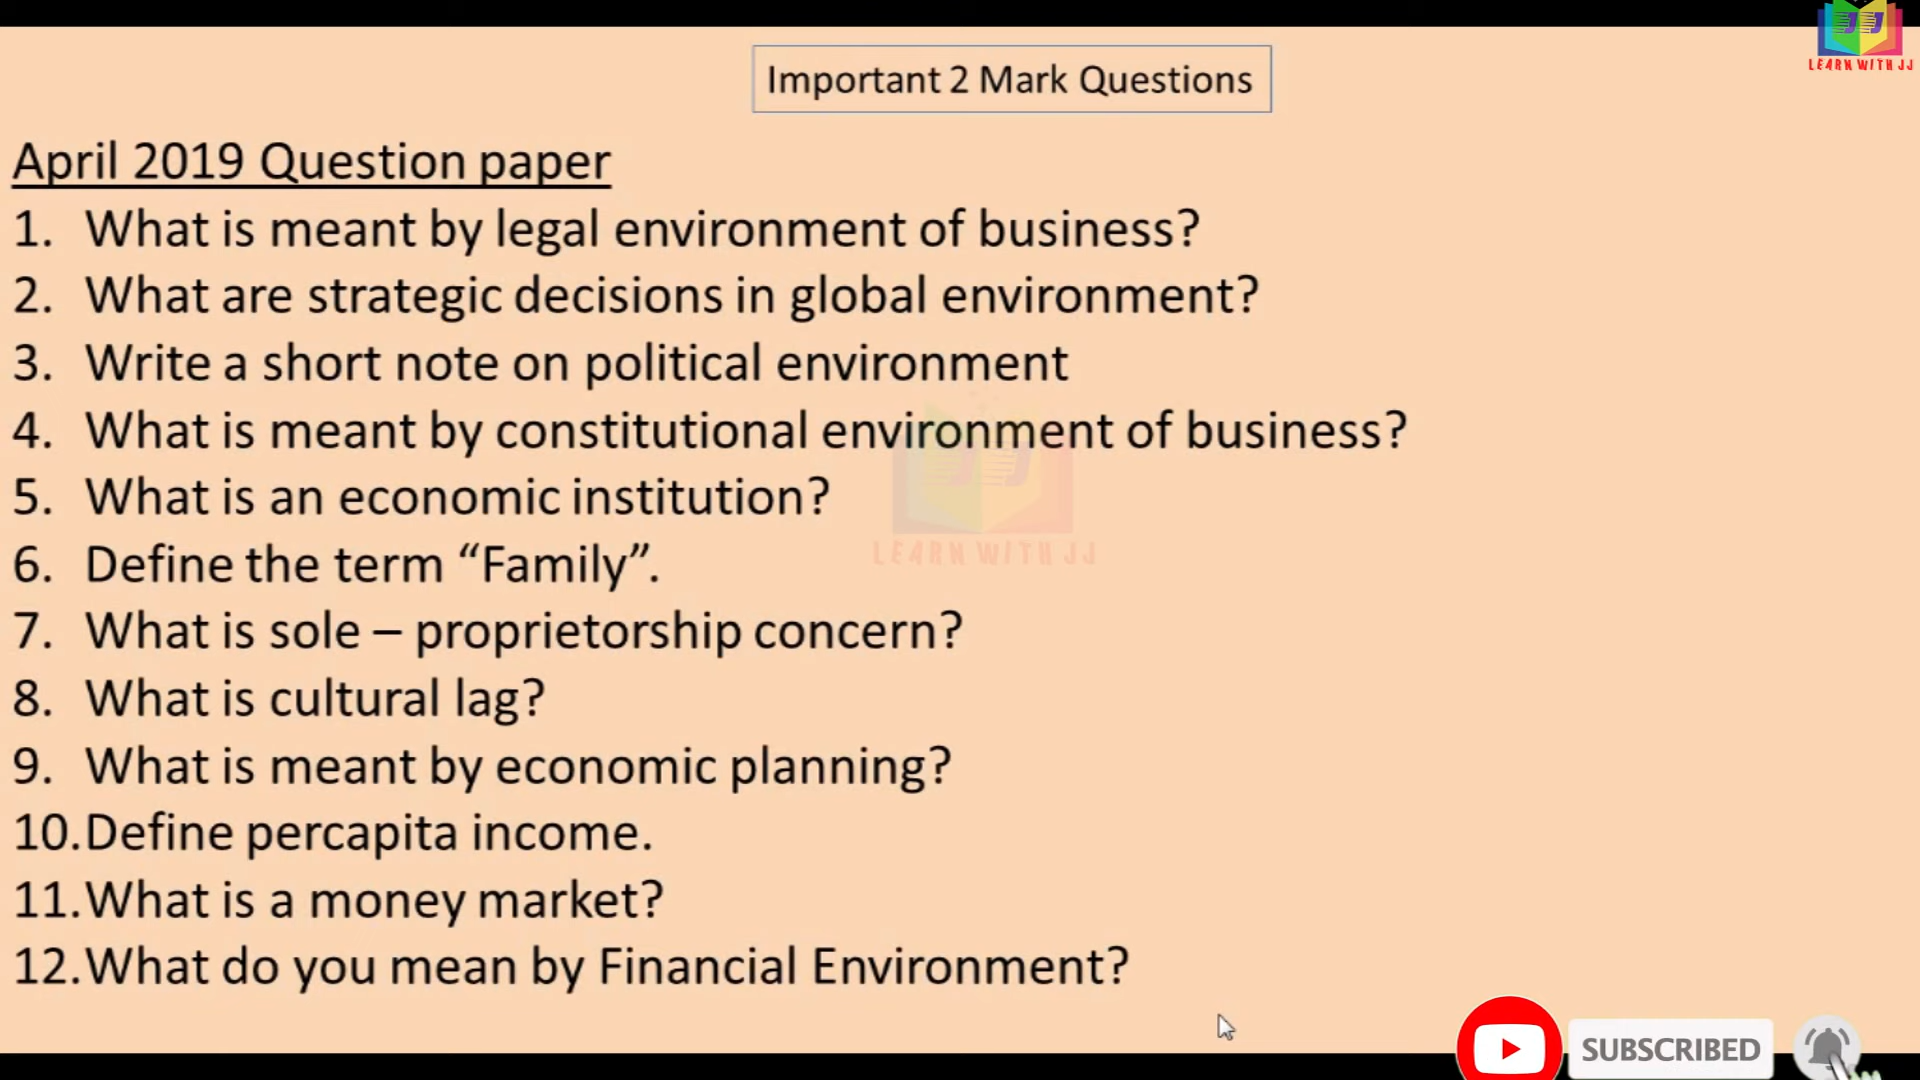 Important 2 Mark Questions
LEARN WITH JJ
April 2019 Question paper
1. What is meant by legal environment of business?
2. What are strategic decisions in global environment?
3. Write a short note on political environment
4. What is meant by constitutional environment of business?
5. What is an economic institution?
6. Define the term “Family”.
LEARN WITH JJ
7. What is sole – proprietorship concern?
8. What is cultural lag?
9. What is meant by economic planning?
10.Define percapita income.
11.What is a money market?
12.What do you mean by Financial Environment?
SUBSCRIBED